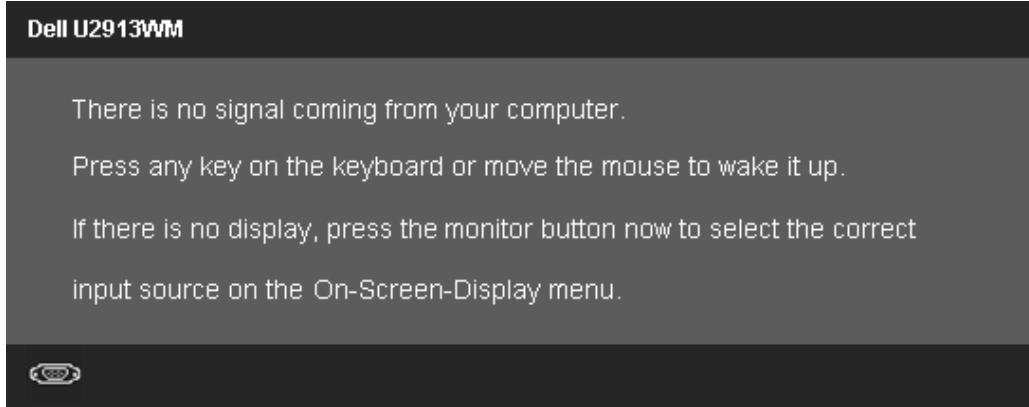 Dell U2913WM
There is no signal coming from your computer.
Press any key on the keyboard or move the mouse to wake it up.
If there is no display, press the monitor button now to select the correct
input source on the On-Screen-Display menu.